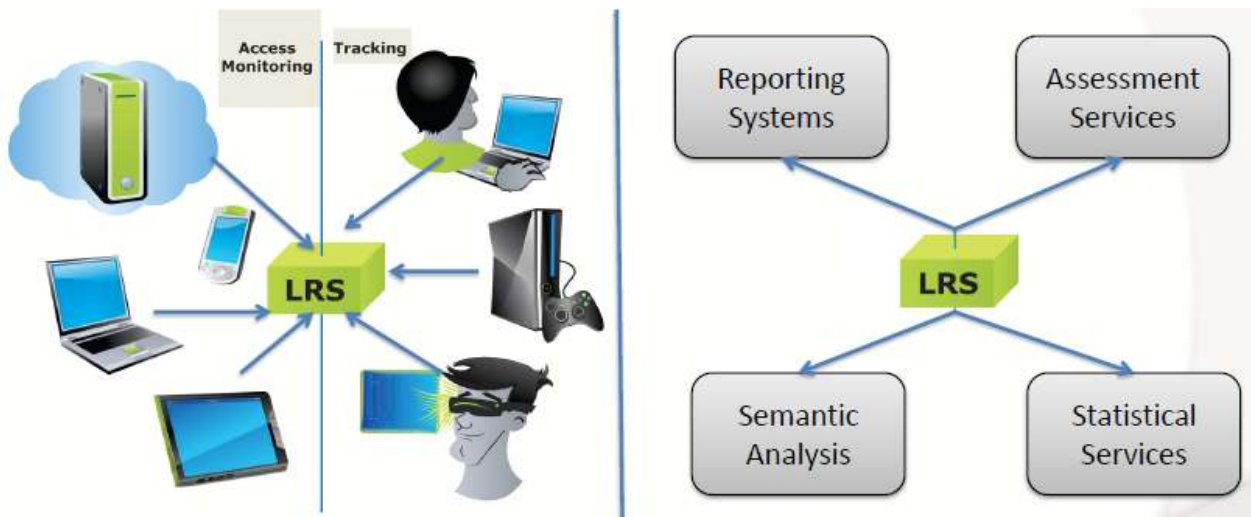 Access
Monitoring
Tracking
LRS
Reporting
Systems
Assessment
Services
LRS
Semantic
Analysis
Statistical
Services